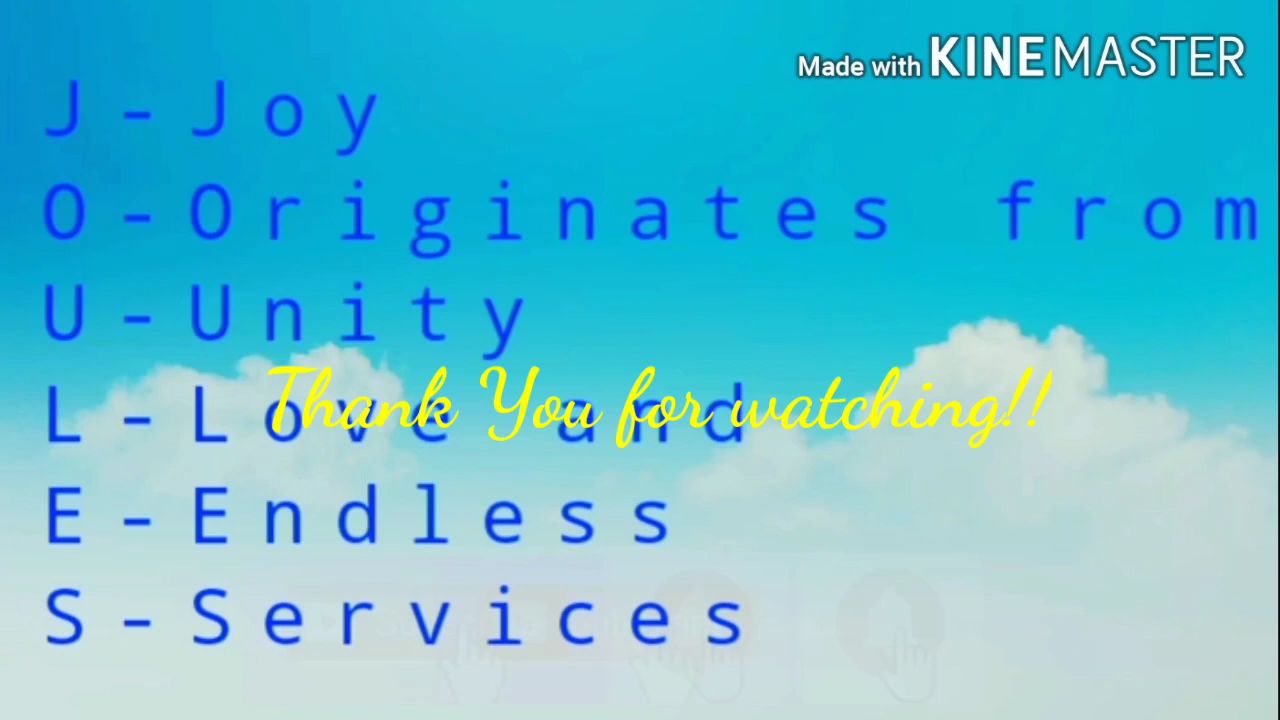 Made with KINEMASTER
J-Joy
O-Originates from
U-Unity
L-Love and
Thank You for watching!!
E-Endless
S-Services